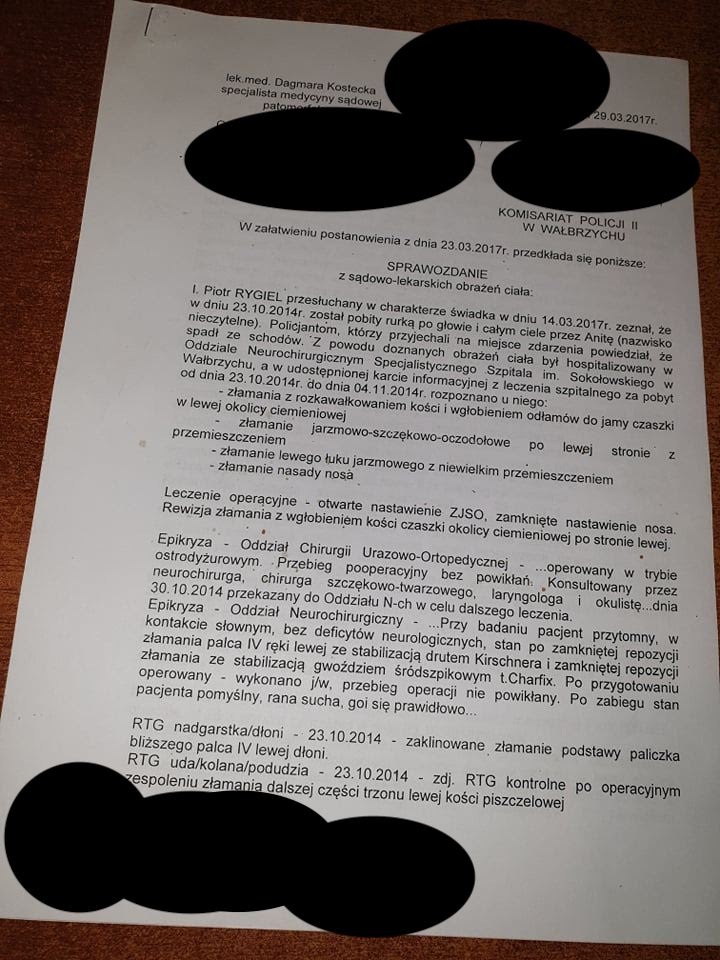 lek.med. Dagmara Kostecka
specjalista medycyny sądowej
29.03.2017r.
KOMISARIAT POLICJI II
W WAŁBRZYCHU
W załatwieniu postanowienia z dnia 23.03.2017r. przedkłada się poniższe:
SPRAWOZDANIE
z sądowo-lekarskich obrażeń ciała:
I. Piotr RYGIEL przesłuchany w charakterze świadka w dniu 14.03.2017r. zeznał, że
w dniu 23.10.2014r. został pobity rurką po głowie i całym ciele przez Anitę (nazwisko
nieczytelne). Policjantom, którzy przyjechali na miejsce zdarzenia powiedział, że
spadł ze schodów. Z powodu doznanych obrażeń ciała był hospitalizowany w
Oddziale Neurochirurgicznym Specjalistycznego Szpitala im. Sokołowskiego w
Wałbrzychu, a w udostępnionej karcie informacyjnej z leczenia szpitalnego za pobyt
od dnia 23.10.2014r. do dnia 04.11.2014r. rozpoznano u niego:
- złamania z rozkawałkowaniem kości i wgłobieniem odłamów do jamy czaszki
w lewej okolicy ciemieniowej
- złamanie jarzmowo-szczękowo-oczodołowe po lewej stronie z
przemieszczeniem
- złamanie lewego łuku jarzmowego z niewielkim przemieszczeniem
- złamanie nasady nosa
Leczenie operacyjne - otwarte nastawienie ZJSO, zamknięte nastawienie nosa.
Rewizja złamania z wgłobieniem kości czaszki okolicy ciemieniowej po stronie lewej.
Epikryza - Oddział Chirurgii Urazowo-Ortopedycznej - ...operowany w trybie
ostrodyżurowym. Przebieg pooperacyjny bez powikłań. Konsultowany przez
neurochirurga, chirurga szczękowo-twarzowego, laryngologa i okulistę...dnia
30.10.2014 przekazany do Oddziału N-ch w celu dalszego leczenia.
Epikryza - Oddział Neurochirurgiczny - ...Przy badaniu pacjent przytomny, w
kontakcie słownym, bez deficytów neurologicznych, stan po zamkniętej repozycji
złamania palca IV ręki lewej ze stabilizacją drutem Kirschnera i zamkniętej repozycji
złamania ze stabilizacją gwoździem śródszpikowym t.Charfix. Po przygotowaniu
operowany - wykonano j/w, przebieg operacji nie powikłany. Po zabiegu stan
pacjenta pomyślny, rana sucha, goi się prawidłowo...
RTG nadgarstka/dłoni - 23.10.2014 - zaklinowane złamanie podstawy paliczka
bliższego palca IV lewej dłoni.
RTG uda/kolana/podudzia - 23.10.2014 - zdj. RTG kontrolne po operacyjnym
zespoleniu złamania dalszej części trzonu lewej kości piszczelowej